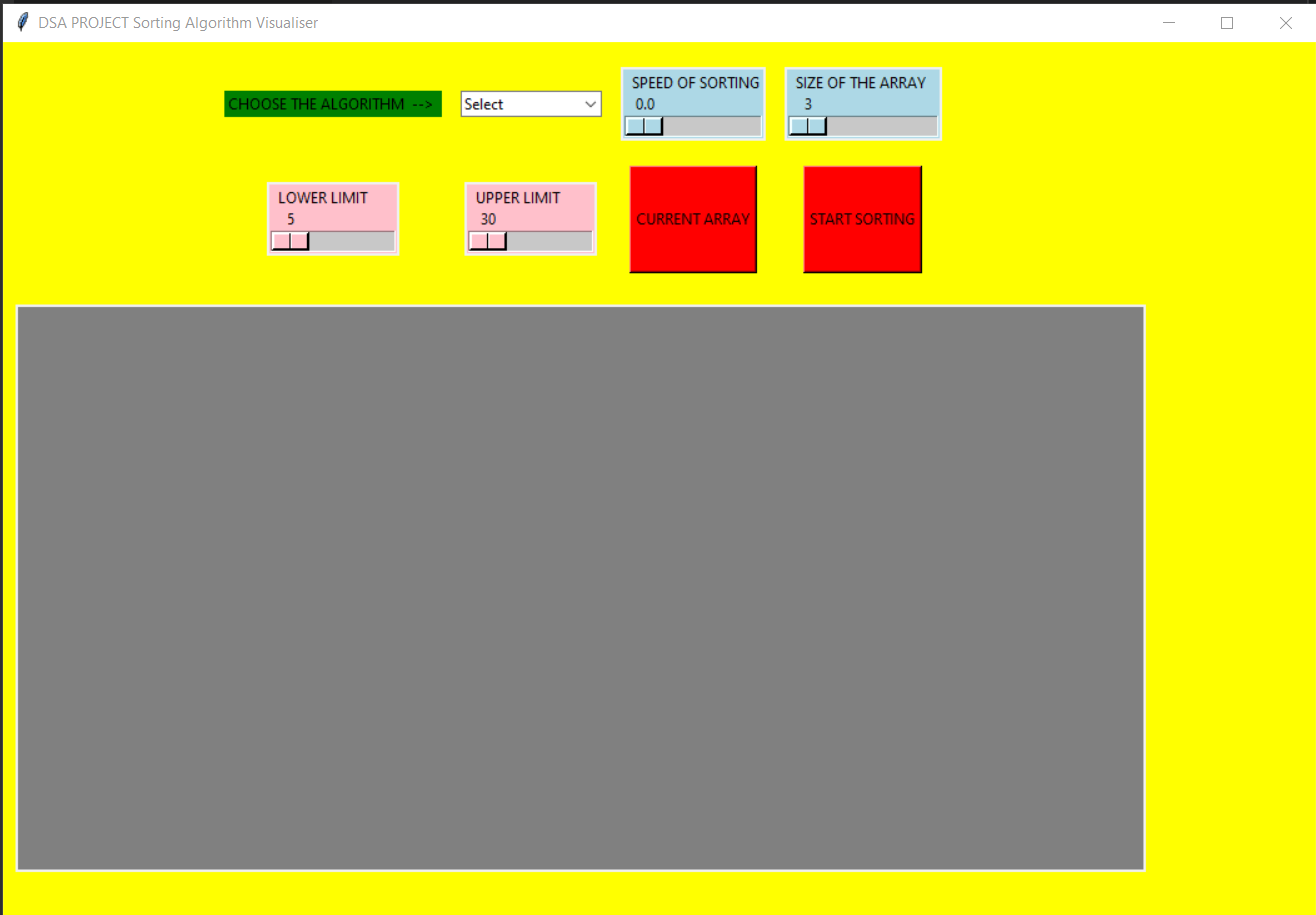 DSA PROJECT Sorting Algorithm Visualiser
CHOOSE THE ALGORITHM -->
Select
SPEED OF SORTING
0.0
SIZE OF THE ARRAY
3
LOWER LIMIT
5
UPPER LIMIT
30
CURRENT ARRAY
START SORTING